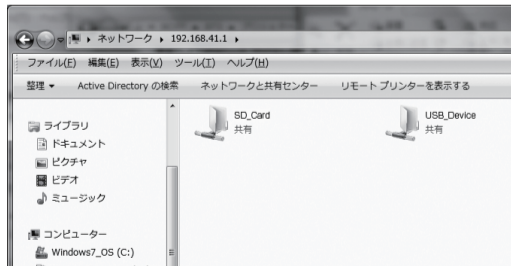 ネットワーク 192.168.41.1
ファイル(F) 編集(E) 表示(V) ツール(T) ヘルプ(H)
整理 Active Directory の検索 ネットワークと共有センター リモート プリンターを表示する
ライブラリ
ドキュメント
ピクチャ
ビデオ
ミュージック
コンピューター
Windows7_OS (C:)
SD_Card
共有
USB_Device
共有